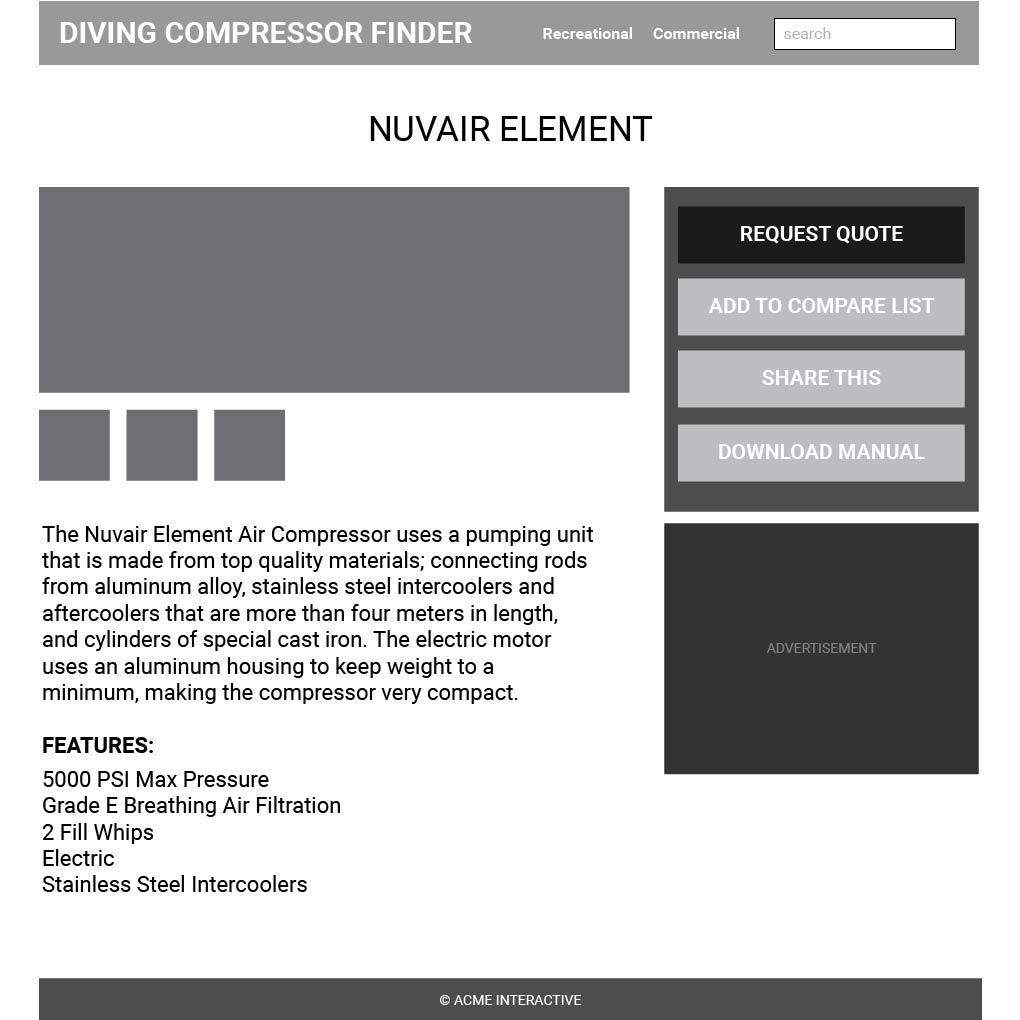 DIVING COMPRESSOR FINDER
Recreational
Commercial
search
NUVAIR ELEMENT
REQUEST QUOTE
ADD TO COMPARE LIST
SHARE THIS
DOWNLOAD MANUAL
The Nuvair Element Air Compressor uses a pumping unit
that is made from top quality materials; connecting rods
from aluminum alloy, stainless steel intercoolers and
aftercoolers that are more than four meters in length,
and cylinders of special cast iron. The electric motor
uses an aluminum housing to keep weight to a
minimum, making the compressor very compact.
FEATURES:
5000 PSI Max Pressure
Grade E Breathing Air Filtration
2 Fill Whips
Electric
Stainless Steel Intercoolers
ADVERTISEMENT
© ACME INTERACTIVE